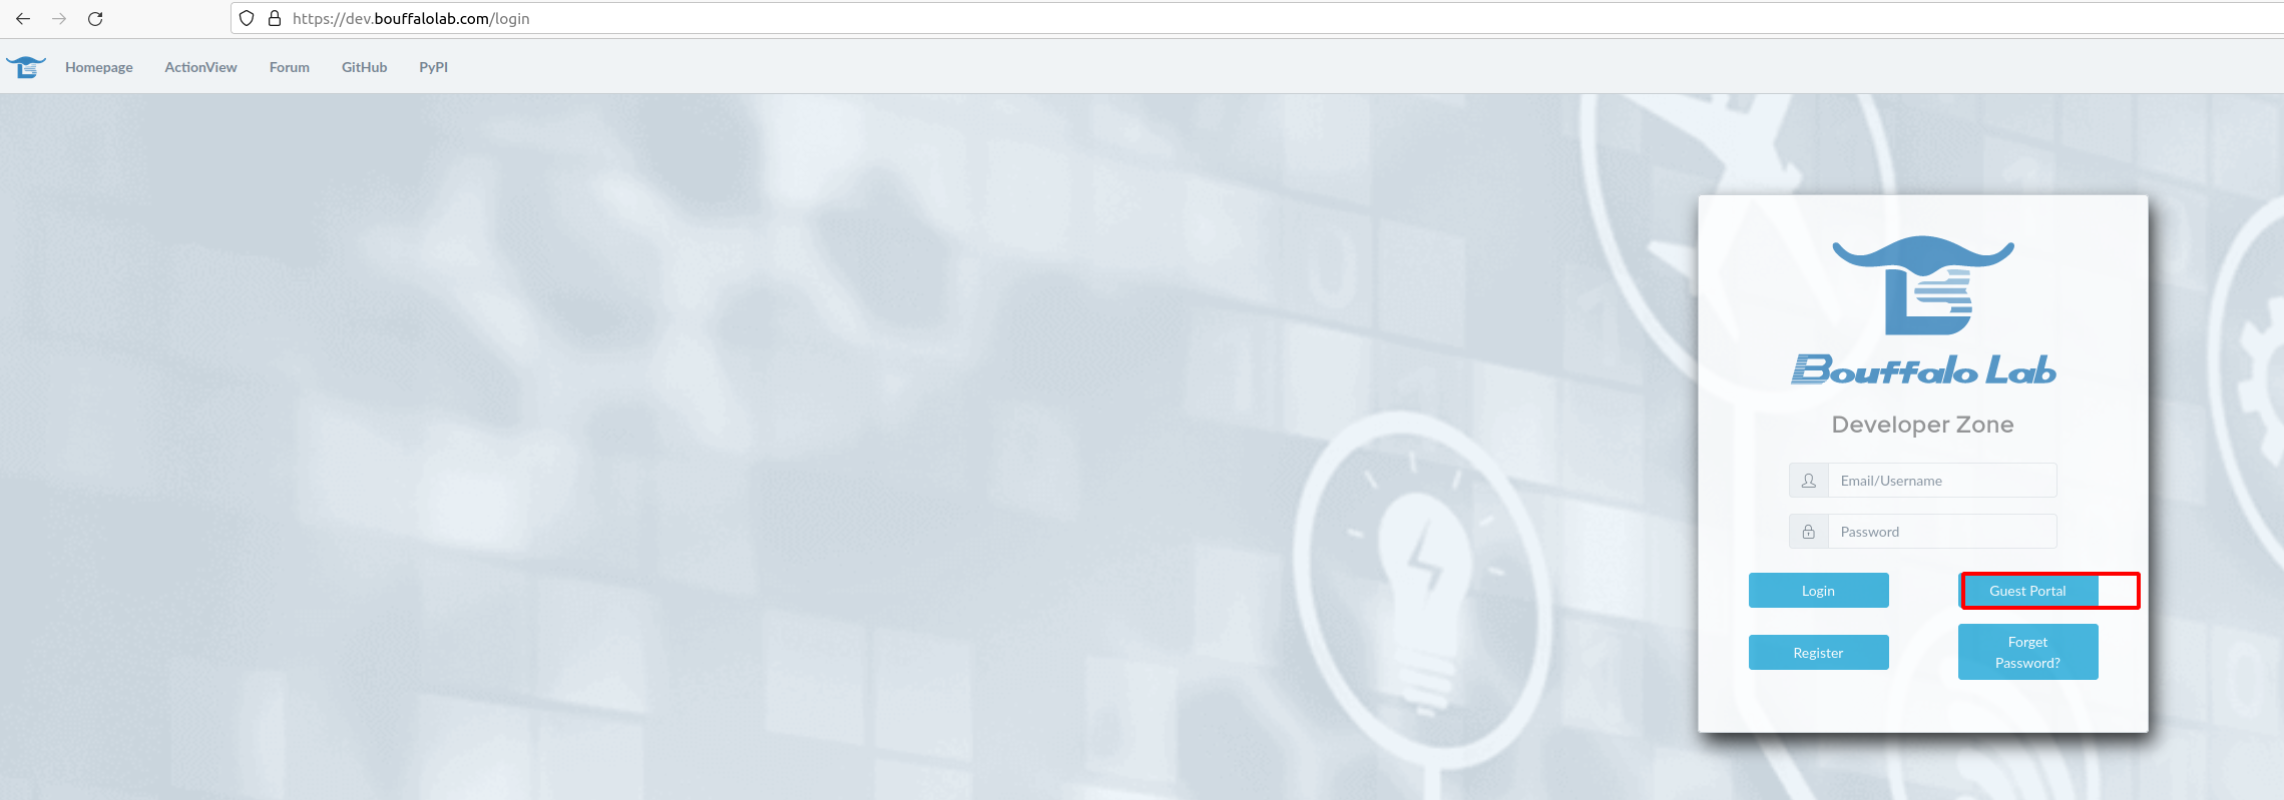 https://dev.bouffalolab.com/login
Homepage ActionView Forum GitHub PyPI
Bouffalo Lab
Developer Zone
Email/Username
Password
Login Guest Portal
Register Forget
Password?